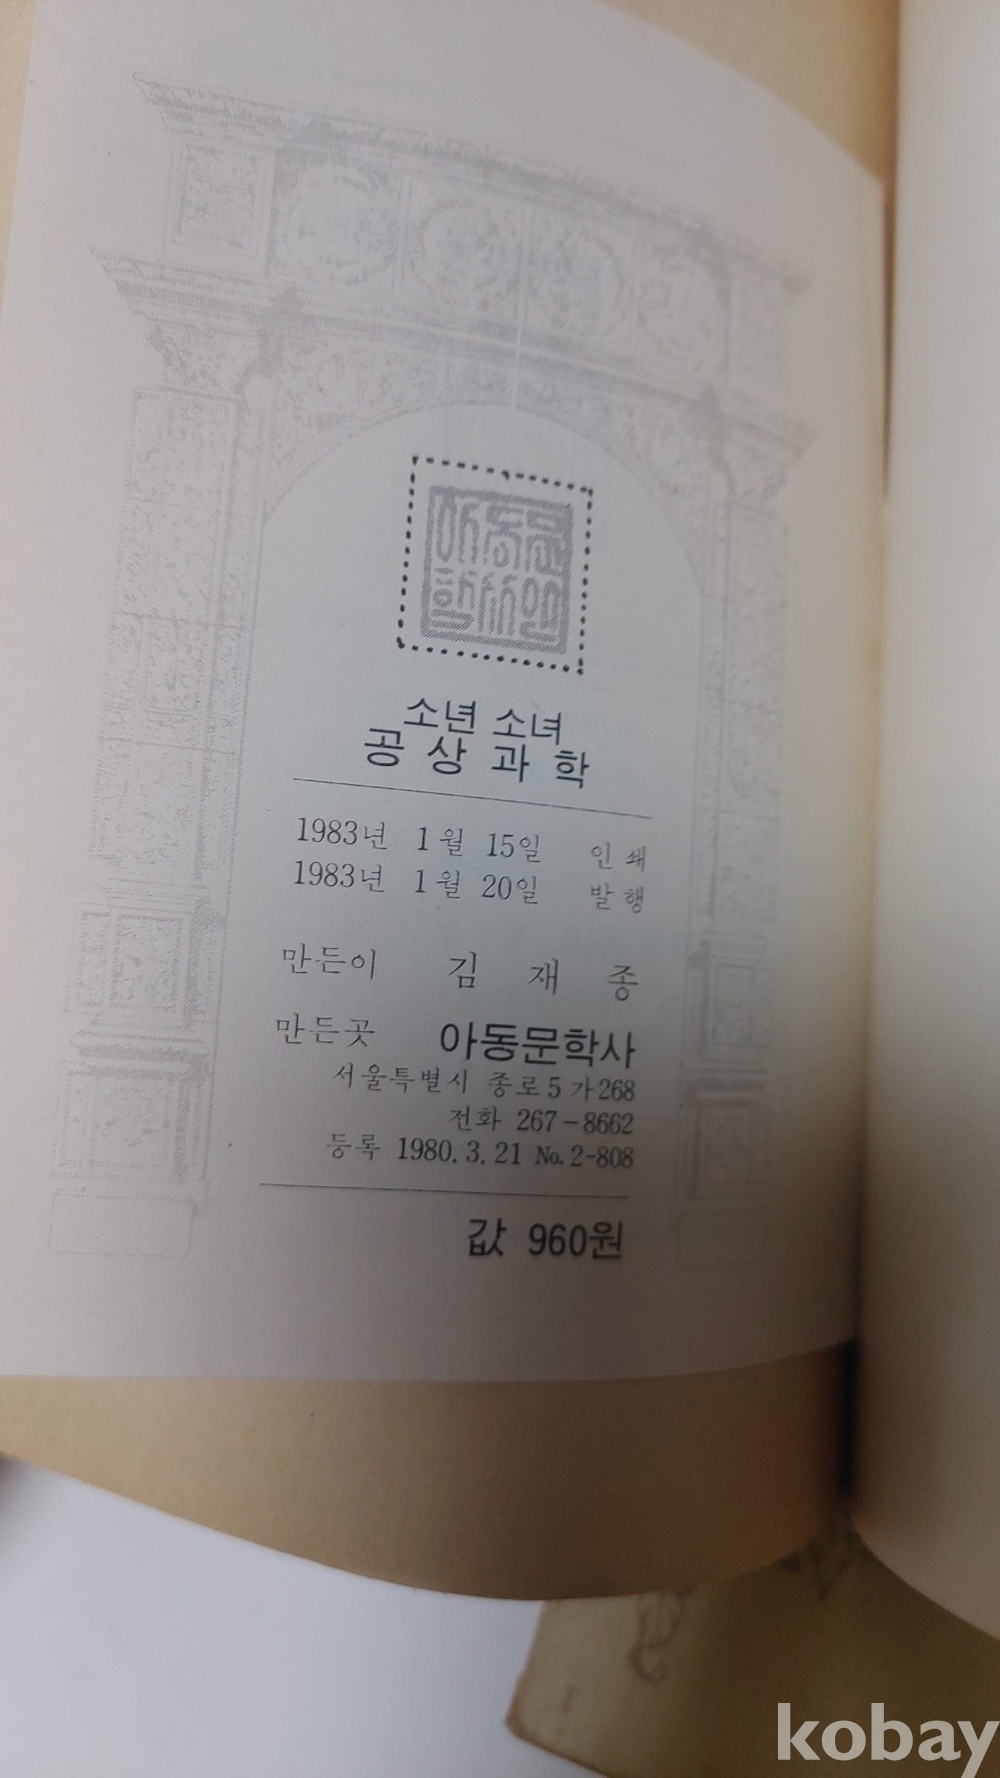 소년 소녀
공상과학
1983년 1월 15일 인쇄
1983년 1월 20일 발행
만든이 김 재 종
만든곳 아동문학사
서울특별시 종로5가268
전화 267-8662
등록 1980.3.21 No.2-808
값 960원
kobay